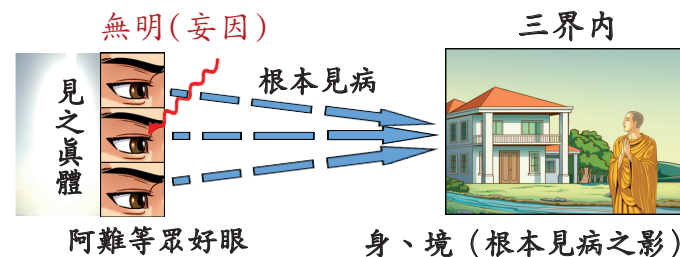 無明(妄因)
三界内
見之眞體
根本見病
阿難等眾好眼
身、境（根本見病之影）